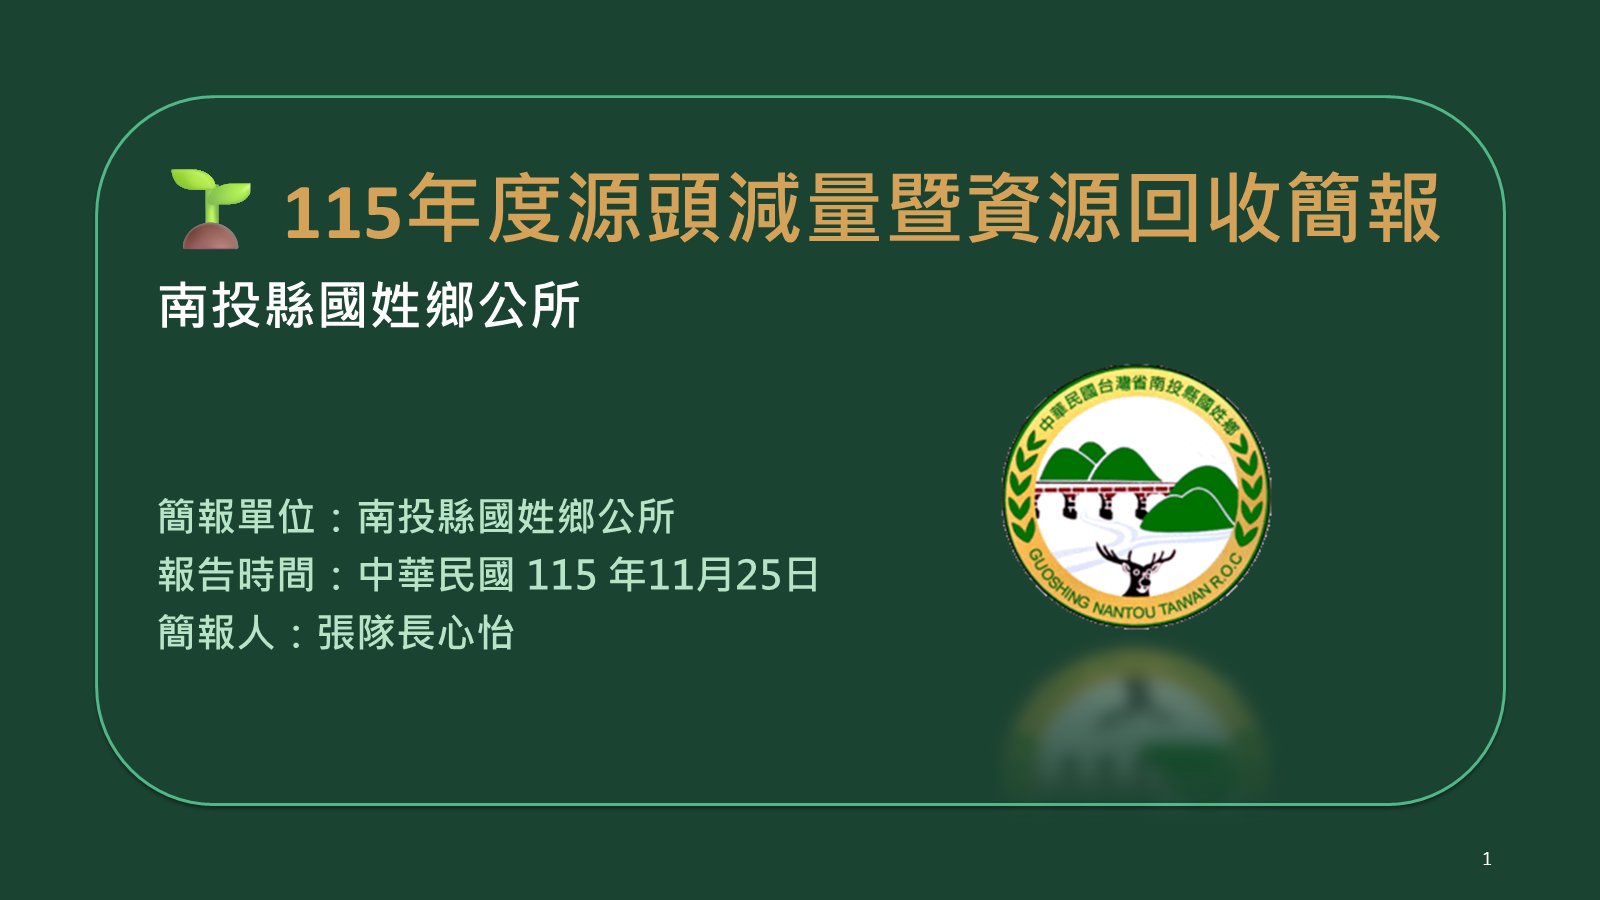 115年度源頭減量暨資源回收簡報
南投縣國姓鄉公所
中華民國台灣省南投縣國姓鄉
GUOSHING NANTOU TAIWAN R.O.C
簡報單位：南投縣國姓鄉公所
報告時間：中華民國 115 年11月25日
簡報人：張隊長心怡
1